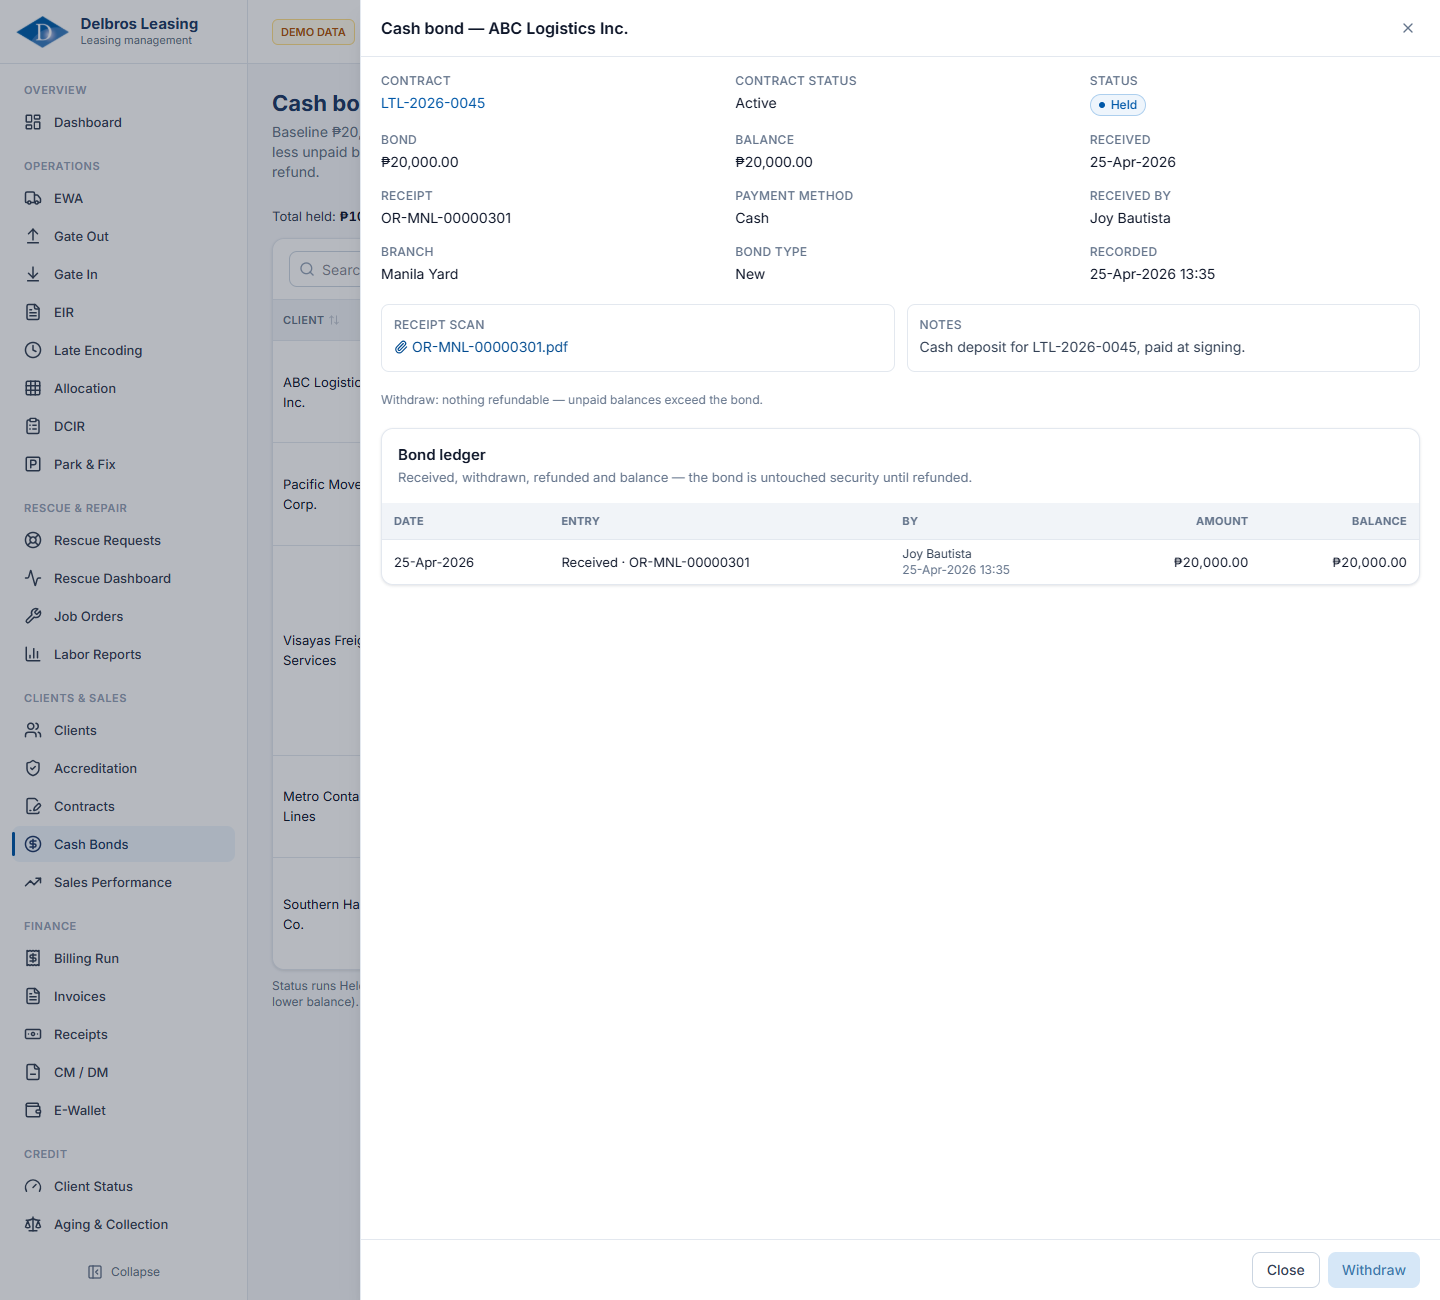 Delbros Leasing
Leasing management
OVERVIEW
Dashboard
OPERATIONS
EWA
Gate Out
Gate In
EIR
Late Encoding
Allocation
DCIR
Park & Fix
RESCUE & REPAIR
Rescue Requests
Rescue Dashboard
Job Orders
Labor Reports
CLIENTS & SALES
Clients
Accreditation
Contracts
Cash Bonds
Sales Performance
FINANCE
Billing Run
Invoices
Receipts
CM / DM
E-Wallet
CREDIT
Client Status
Aging & Collection
Collapse
DEMO DATA
Cash bo
Baseline ₱20,
less unpaid b
refund.
Total held: ₱10
Searc
CLIENT
ABC Logistic
Inc.
Pacific Move
Corp.
Visayas Freig
Services
Metro Conta
Lines
Southern Ha
Co.
Status runs Held
lower balance).
Cash bond — ABC Logistics Inc.
CONTRACT
LTL-2026-0045
CONTRACT STATUS
Active
STATUS
Held
BOND
₱20,000.00
BALANCE
₱20,000.00
RECEIVED
25-Apr-2026
RECEIPT
OR-MNL-00000301
PAYMENT METHOD
Cash
RECEIVED BY
Joy Bautista
BRANCH
Manila Yard
BOND TYPE
New
RECORDED
25-Apr-2026 13:35
RECEIPT SCAN
OR-MNL-00000301.pdf
NOTES
Cash deposit for LTL-2026-0045, paid at signing.
Withdraw: nothing refundable — unpaid balances exceed the bond.
Bond ledger
Received, withdrawn, refunded and balance — the bond is untouched security until refunded.
DATE ENTRY BY AMOUNT BALANCE
25-Apr-2026 Received · OR-MNL-00000301 Joy Bautista ₱20,000.00 ₱20,000.00
25-Apr-2026 13:35
Close
Withdraw